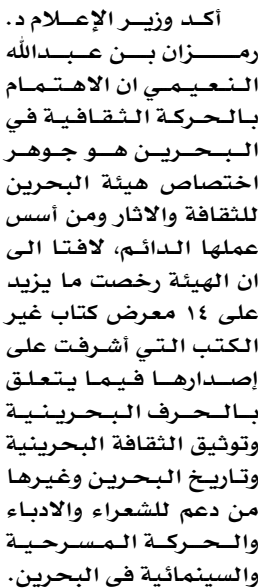 أكد وزير الإعلام د.
رمزان بن عبدالله
النعيمي ان الاهتمام
بالحركة الثقافية في
البحرين هو جوهر
اختصاص هيئة البحرين
للثقافة والاثار ومن أسس
عملها الدائم، لافتا الى
ان الهيئة رخصت ما يزيد
على ١٤ معرض كتاب غير
الكتب التي أشرفت على
إصدارها فيما يتعلق
بالحرف البحرينية
وتوثيق الثقافة البحرينية
وتاريخ البحرين وغيرها
من دعم للشعراء والادباء
والحركة المسرحية
والسينمائية في البحرين.